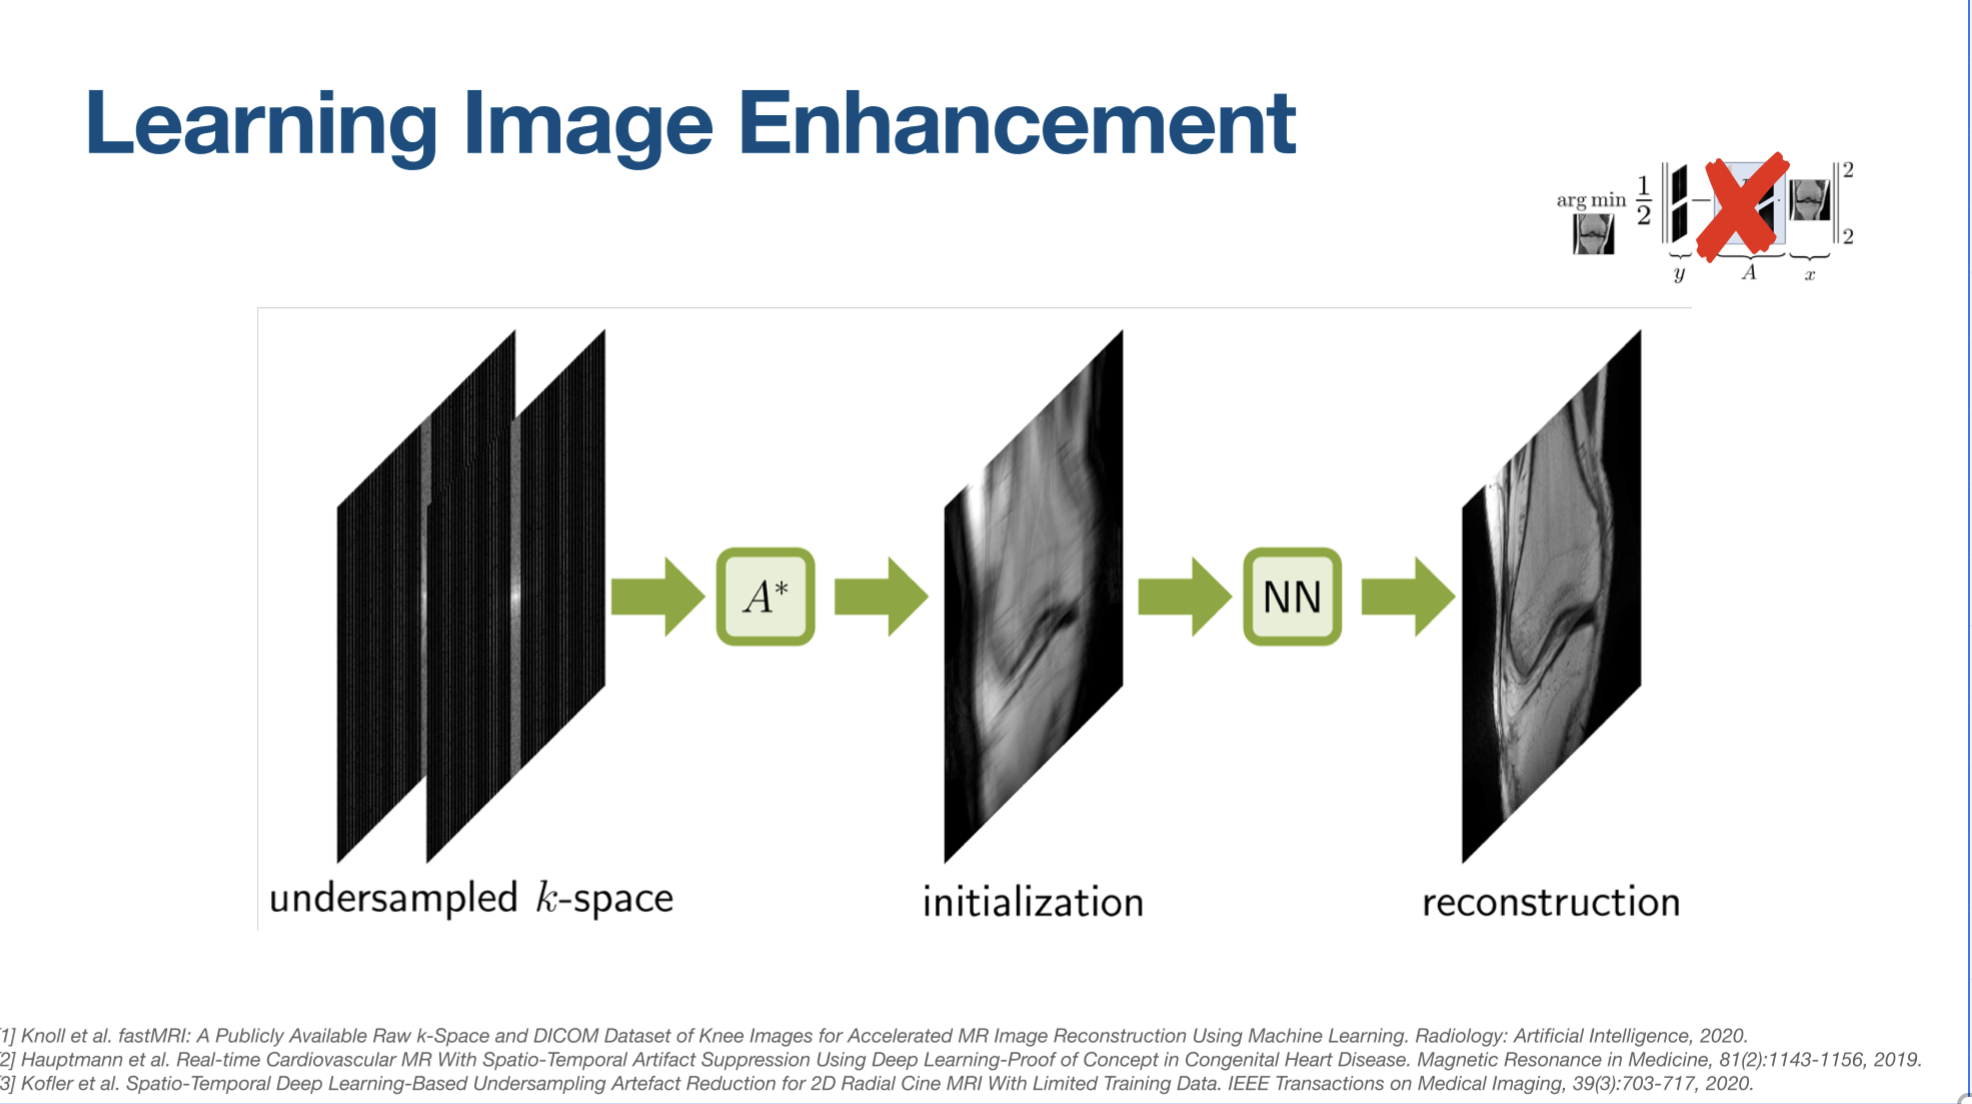 Learning Image Enhancement
arg min 1/2 ‖ − · ‖ 2 2
y A x
A* NN
undersampled k-space initialization reconstruction
1] Knoll et al. fastMRI: A Publicly Available Raw k-Space and DICOM Dataset of Knee Images for Accelerated MR Image Reconstruction Using Machine Learning. Radiology: Artificial Intelligence, 2020.
2] Hauptmann et al. Real-time Cardiovascular MR With Spatio-Temporal Artifact Suppression Using Deep Learning-Proof of Concept in Congenital Heart Disease. Magnetic Resonance in Medicine, 81(2):1143-1156, 2019.
3] Kofler et al. Spatio-Temporal Deep Learning-Based Undersampling Artefact Reduction for 2D Radial Cine MRI With Limited Training Data. IEEE Transactions on Medical Imaging, 39(3):703-717, 2020.